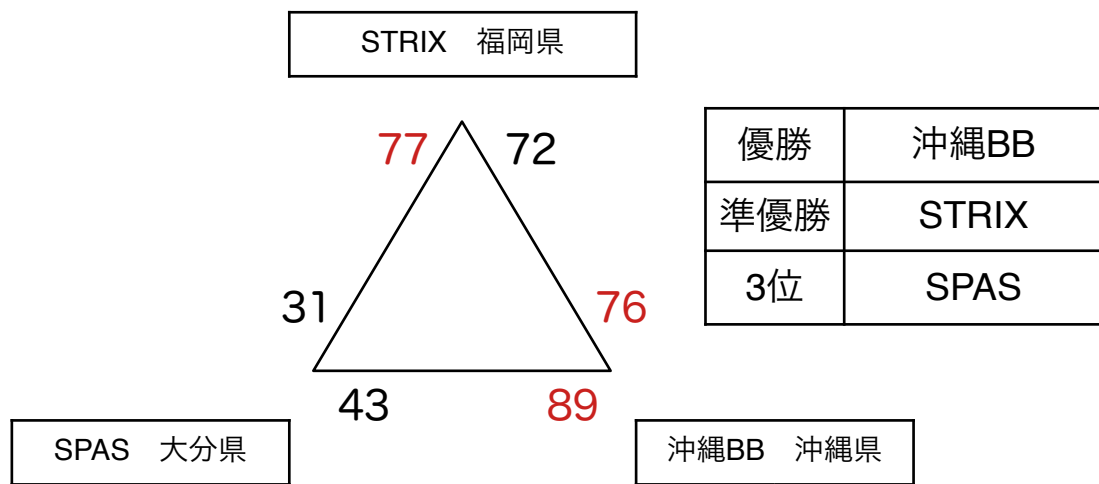 STRIX　福岡県
77 72
優勝 沖縄BB
準優勝 STRIX
3位 SPAS
31 76
43 89
SPAS　大分県
沖縄BB　沖縄県